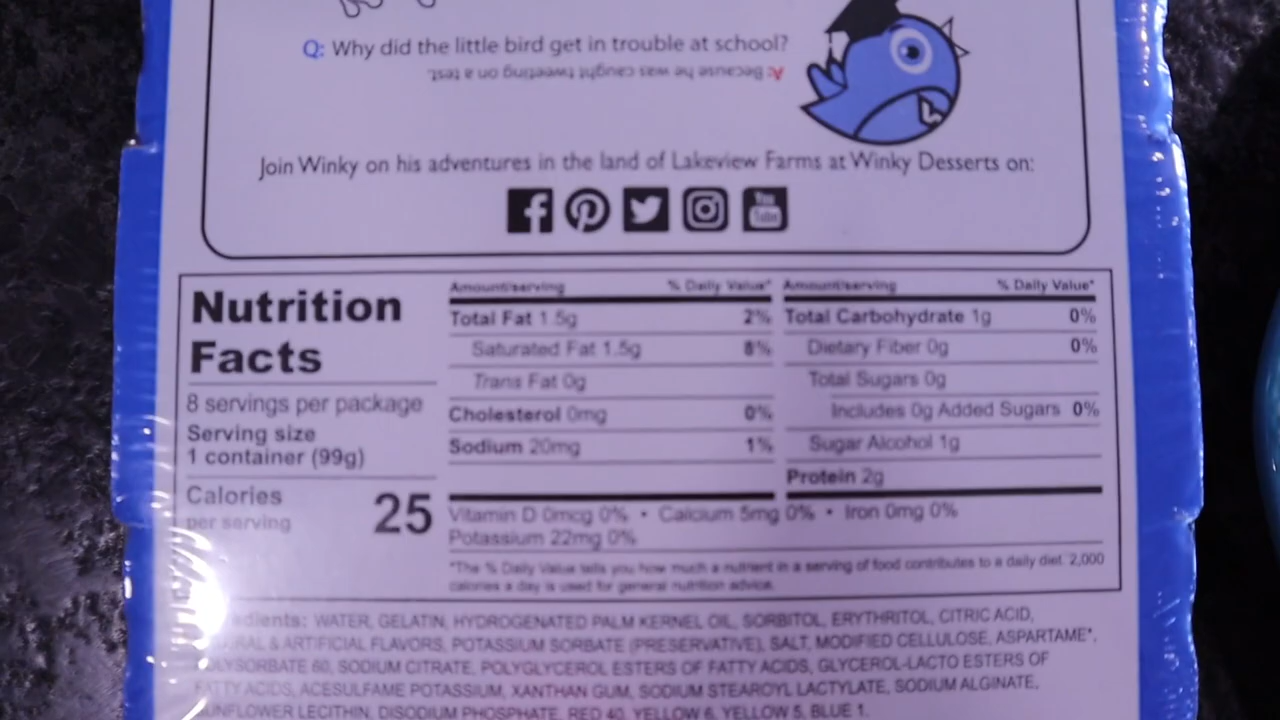 Q: Why did the little bird get in trouble at school?
A: Because he was caught tweeting on a test.
Join Winky on his adventures in the land of Lakeview Farms at Winky Desserts on:
You
Tube
Nutrition
Facts
8 servings per package
Serving size
1 container (99g)
Calories
per serving
25
Amount/serving % Daily Value*
Total Fat 1.5g 2%
Saturated Fat 1.5g 8%
Trans Fat 0g
Cholesterol 0mg 0%
Sodium 20mg 1%
Amount/serving % Daily Value*
Total Carbohydrate 1g 0%
Dietary Fiber 0g 0%
Total Sugars 0g
Includes 0g Added Sugars 0%
Sugar Alcohol 1g
Protein 2g
Vitamin D 0mcg 0% • Calcium 5mg 0% • Iron 0mg 0%
Potassium 22mg 0%
*The % Daily Value tells you how much a nutrient in a serving of food contributes to a daily diet. 2,000
calories a day is used for general nutrition advice.
WATER, GELATIN, HYDROGENATED PALM KERNEL OIL, SORBITOL, ERYTHRITOL, CITRIC ACID,
& ARTIFICIAL FLAVORS, POTASSIUM SORBATE (PRESERVATIVE), SALT, MODIFIED CELLULOSE, ASPARTAME*,
POLYSORBATE 60, SODIUM CITRATE, POLYGLYCEROL ESTERS OF FATTY ACIDS, GLYCEROL-LACTO ESTERS OF
FATTY ACIDS, ACESULFAME POTASSIUM, XANTHAN GUM, SODIUM STEAROYL LACTYLATE, SODIUM ALGINATE,
SUNFLOWER LECITHIN, DISODIUM PHOSPHATE, RED 40, YELLOW 6, YELLOW 5, BLUE 1.